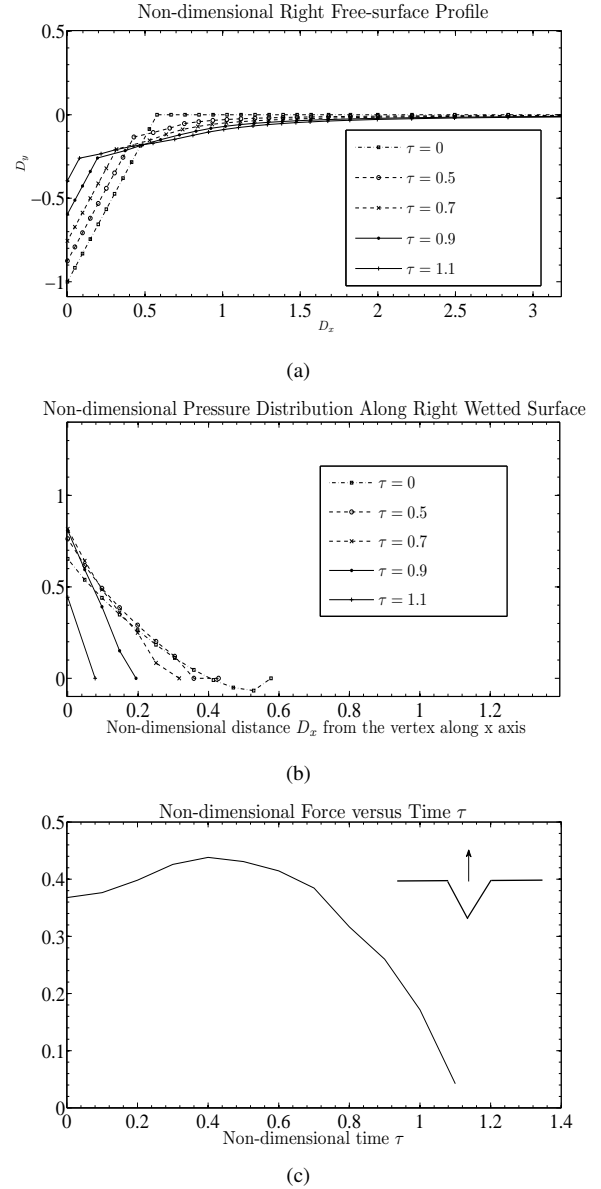 Non-dimensional Right Free-surface Profile
0.5
0
−0.5
−1
D_y
τ = 0
τ = 0.5
τ = 0.7
τ = 0.9
τ = 1.1
0 0.5 1 1.5 2 2.5 3
D_x
(a)
Non-dimensional Pressure Distribution Along Right Wetted Surface
1
0.5
0
τ = 0
τ = 0.5
τ = 0.7
τ = 0.9
τ = 1.1
0 0.2 0.4 0.6 0.8 1 1.2
Non-dimensional distance D_x from the vertex along x axis
(b)
Non-dimensional Force versus Time τ
0.5
0.4
0.3
0.2
0.1
0
0 0.2 0.4 0.6 0.8 1 1.2 1.4
Non-dimensional time τ
(c)